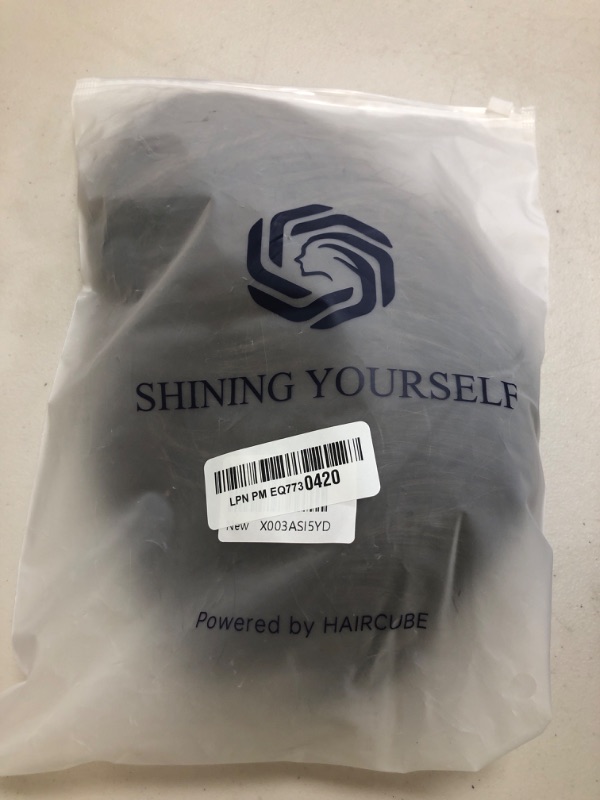 SHINING YOURSELF
LPN PM EQ7730420
New X003ASI5YD
Powered by HAIRCUBE